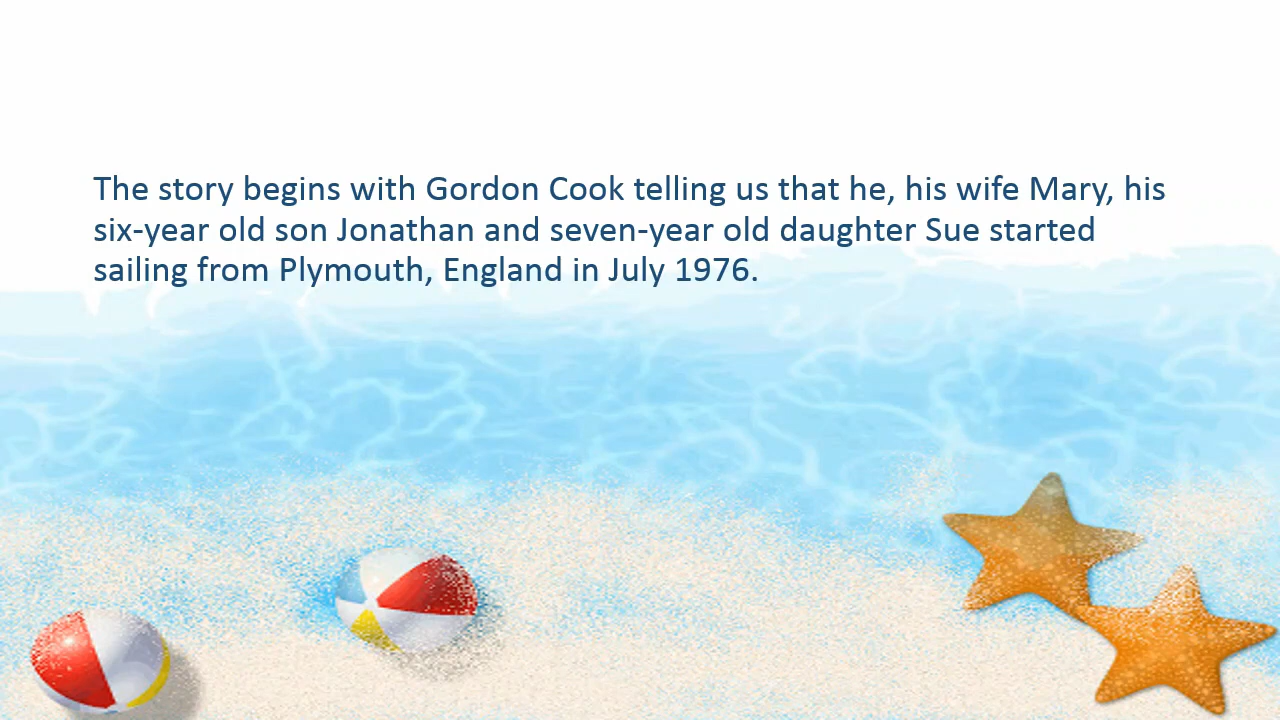 The story begins with Gordon Cook telling us that he, his wife Mary, his
six-year old son Jonathan and seven-year old daughter Sue started
sailing from Plymouth, England in July 1976.